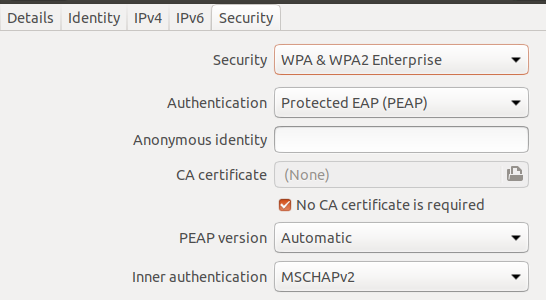 Details Identity IPv4 IPv6 Security
Security WPA & WPA2 Enterprise
Authentication Protected EAP (PEAP)
Anonymous identity
CA certificate (None)
No CA certificate is required
PEAP version Automatic
Inner authentication MSCHAPv2